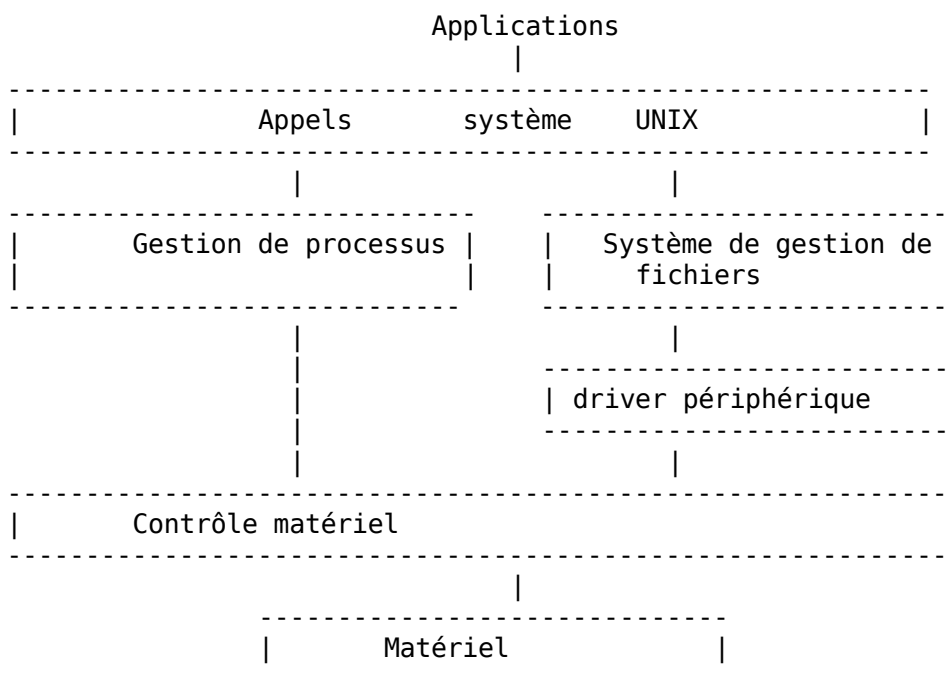 Applications
Appels système UNIX
Gestion de processus Système de gestion de
fichiers
driver périphérique
Contrôle matériel
Matériel